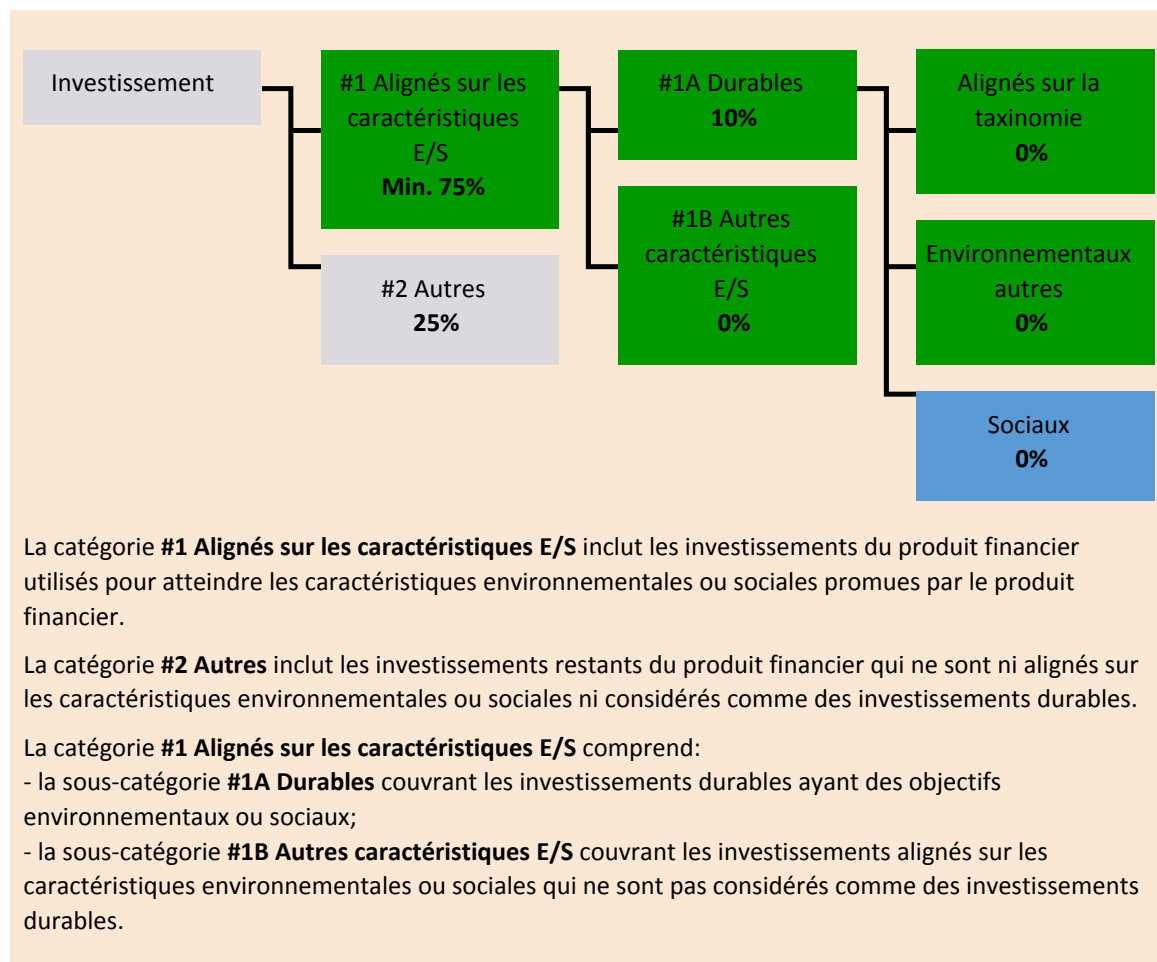 Investissement
#1 Alignés sur les
caractéristiques
E/S
Min. 75%
#2 Autres
25%
#1A Durables
10%
#1B Autres
caractéristiques
E/S
0%
Alignés sur la
taxinomie
0%
Environnementaux
autres
0%
Sociaux
0%
La catégorie #1 Alignés sur les caractéristiques E/S inclut les investissements du produit financier
utilisés pour atteindre les caractéristiques environnementales ou sociales promues par le produit
financier.
La catégorie #2 Autres inclut les investissements restants du produit financier qui ne sont ni alignés sur
les caractéristiques environnementales ou sociales ni considérés comme des investissements durables.
La catégorie #1 Alignés sur les caractéristiques E/S comprend:
- la sous-catégorie #1A Durables couvrant les investissements durables ayant des objectifs
environnementaux ou sociaux;
- la sous-catégorie #1B Autres caractéristiques E/S couvrant les investissements alignés sur les
caractéristiques environnementales ou sociales qui ne sont pas considérés comme des investissements
durables.